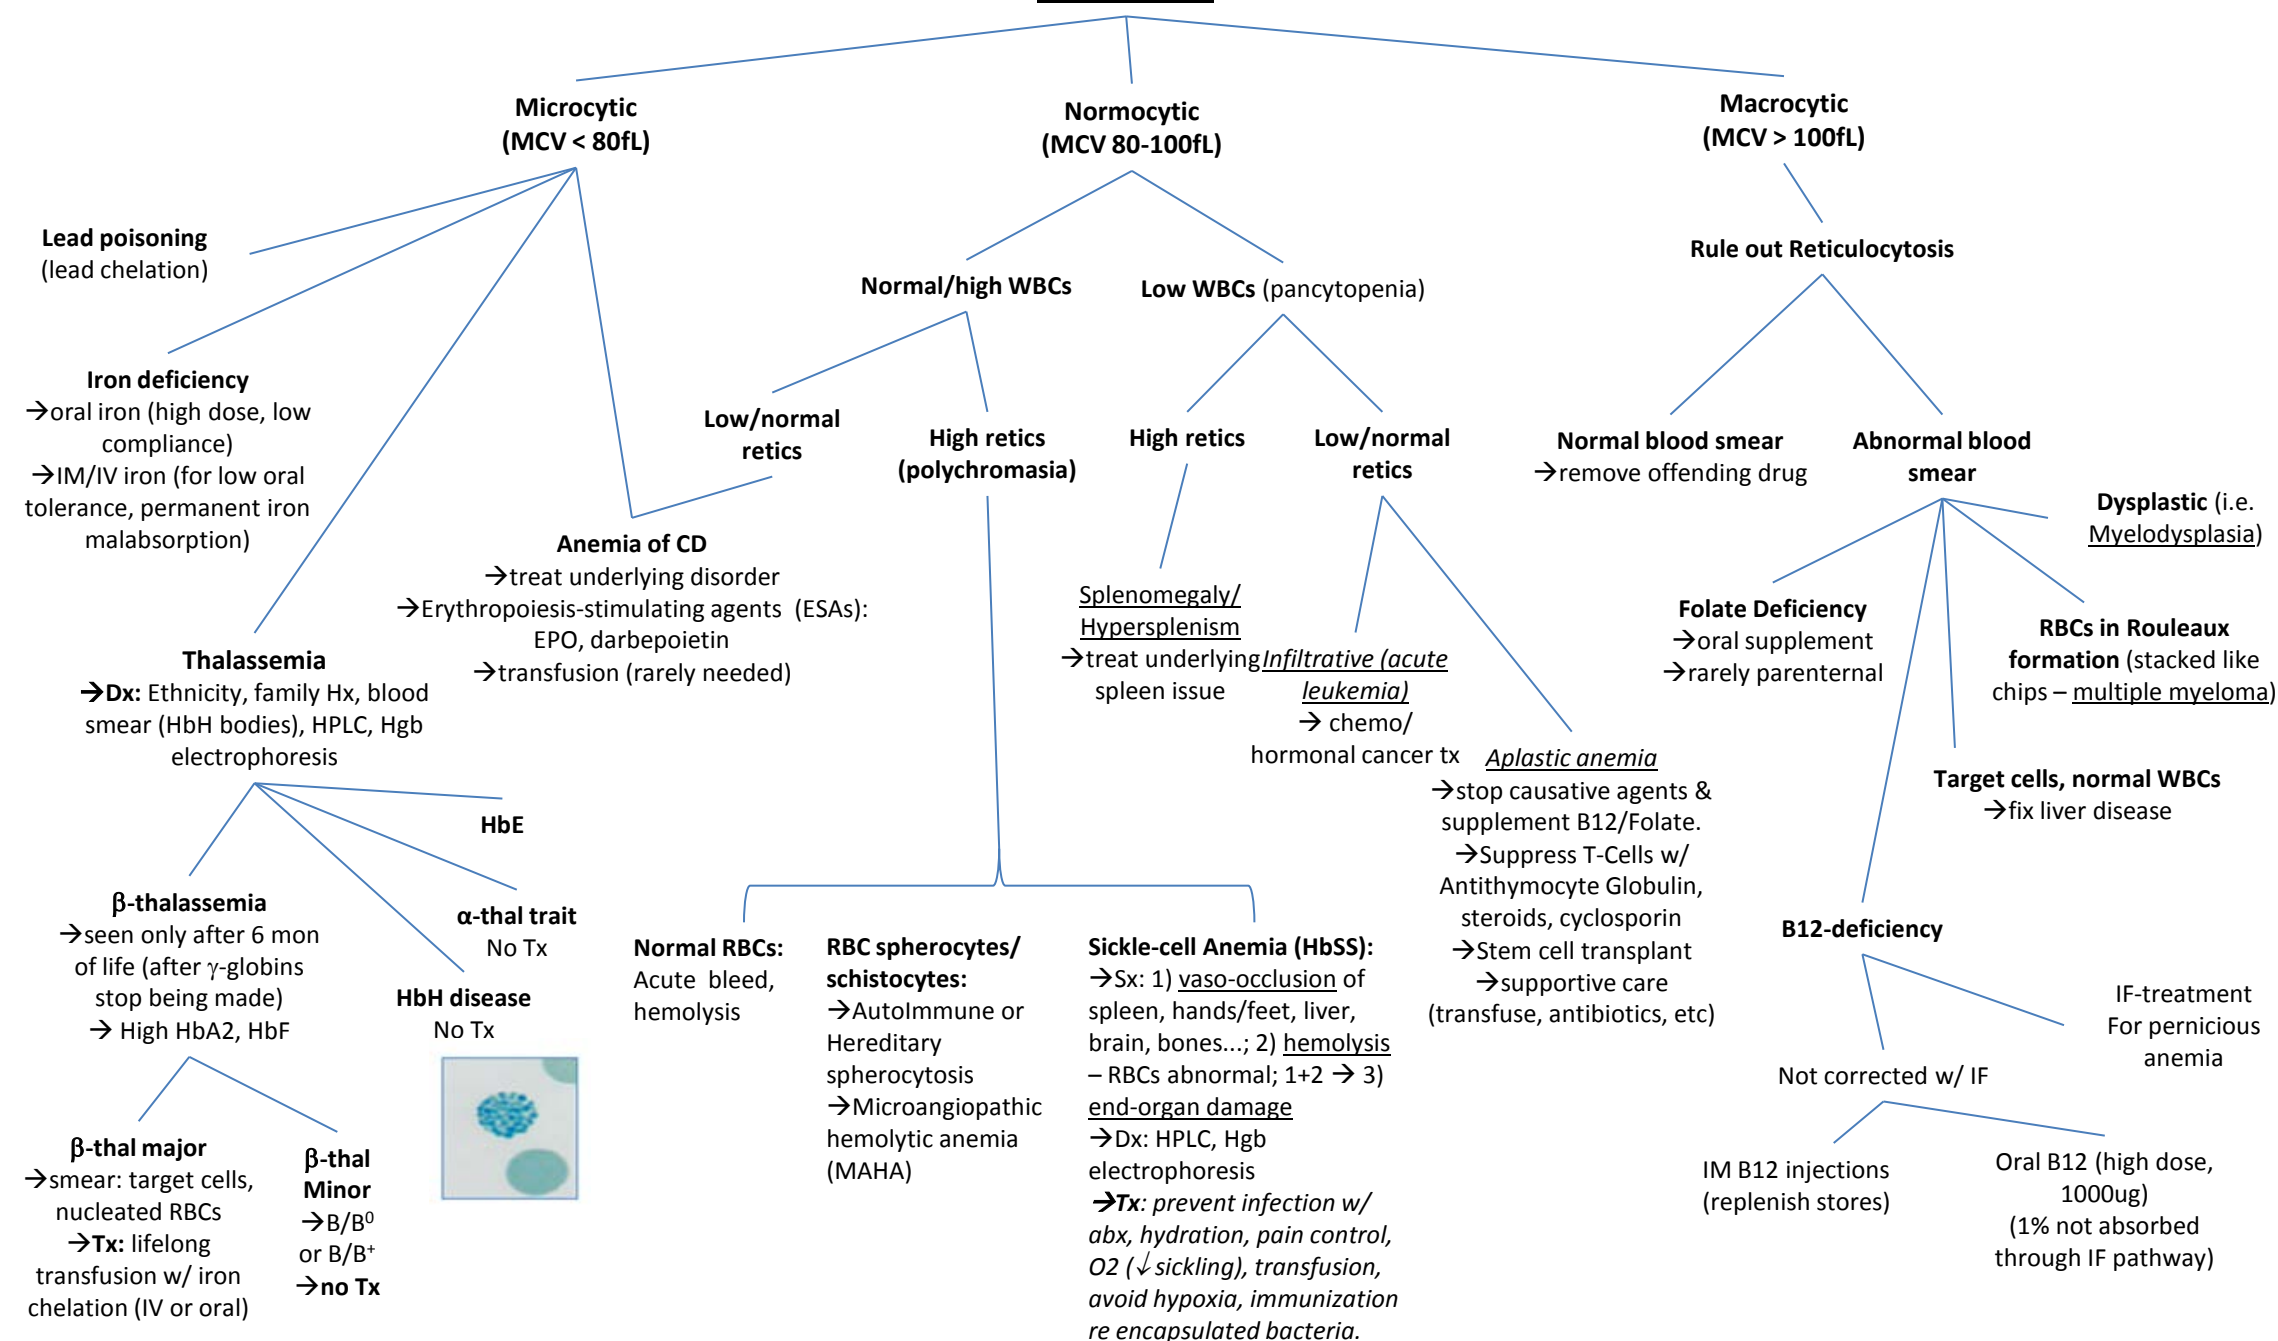 Microcytic
(MCV < 80fL)
Normocytic
(MCV 80-100fL)
Macrocytic
(MCV > 100fL)
Lead poisoning
(lead chelation)
Iron deficiency
→oral iron (high dose, low
compliance)
→IM/IV iron (for low oral
tolerance, permanent iron
malabsorption)
Thalassemia
→Dx: Ethnicity, family Hx, blood
smear (HbH bodies), HPLC, Hgb
electrophoresis
HbE
α-thal trait
No Tx
HbH disease
No Tx
β-thalassemia
→seen only after 6 mon
of life (after γ-globins
stop being made)
→ High HbA2, HbF
β-thal major
→smear: target cells,
nucleated RBCs
→Tx: lifelong
transfusion w/ iron
chelation (IV or oral)
β-thal
Minor
→B/B⁰
or B/B⁺
→no Tx
Normal/high WBCs
Low WBCs (pancytopenia)
Low/normal
retics
High retics
(polychromasia)
Anemia of CD
→treat underlying disorder
→Erythropoiesis-stimulating agents (ESAs):
EPO, darbepoietin
→transfusion (rarely needed)
Normal RBCs:
Acute bleed,
hemolysis
RBC spherocytes/
schistocytes:
→AutoImmune or
Hereditary
spherocytosis
→Microangiopathic
hemolytic anemia
(MAHA)
Sickle-cell Anemia (HbSS):
→Sx: 1) vaso-occlusion of
spleen, hands/feet, liver,
brain, bones...; 2) hemolysis
– RBCs abnormal; 1+2 → 3)
end-organ damage
→Dx: HPLC, Hgb
electrophoresis
→Tx: prevent infection w/
abx, hydration, pain control,
O2 (↓sickling), transfusion,
avoid hypoxia, immunization
re encapsulated bacteria.
High retics
Low/normal
retics
Splenomegaly/
Hypersplenism
→treat underlying
spleen issue
Infiltrative (acute
leukemia)
→ chemo/
hormonal cancer tx
Aplastic anemia
→stop causative agents &
supplement B12/Folate.
→Suppress T-Cells w/
Antithymocyte Globulin,
steroids, cyclosporin
→Stem cell transplant
→supportive care
(transfuse, antibiotics, etc)
Rule out Reticulocytosis
Normal blood smear
→remove offending drug
Abnormal blood
smear
Dysplastic (i.e.
Myelodysplasia)
Folate Deficiency
→oral supplement
→rarely parenternal
RBCs in Rouleaux
formation (stacked like
chips – multiple myeloma)
Target cells, normal WBCs
→fix liver disease
B12-deficiency
IF-treatment
For pernicious
anemia
Not corrected w/ IF
IM B12 injections
(replenish stores)
Oral B12 (high dose,
1000ug)
(1% not absorbed
through IF pathway)